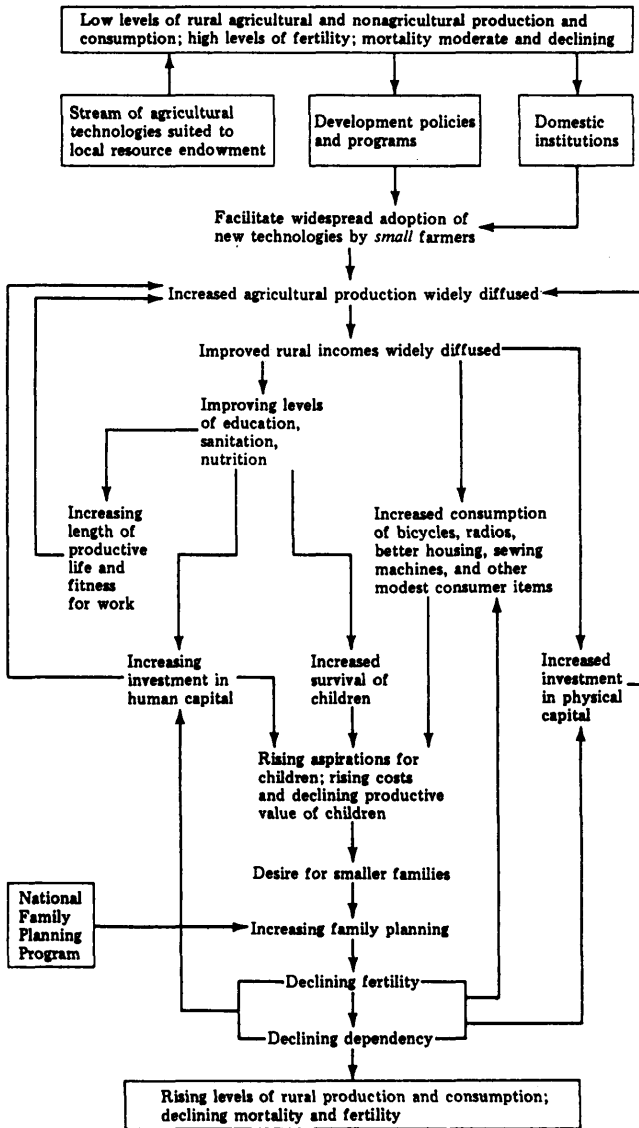 Low levels of rural agricultural and nonagricultural production and
consumption; high levels of fertility; mortality moderate and declining
Stream of agricultural
technologies suited to
local resource endowment
Development policies
and programs
Domestic
institutions
Facilitate widespread adoption of
new technologies by small farmers
Increased agricultural production widely diffused
Improved rural incomes widely diffused
Improving levels
of education,
sanitation,
nutrition
Increasing
length of
productive
life and
fitness
for work
Increased consumption
of bicycles, radios,
better housing, sewing
machines, and other
modest consumer items
Increasing
investment in
human capital
Increased
survival of
children
Increased
investment
in physical
capital
Rising aspirations for
children; rising costs
and declining productive
value of children
Desire for smaller families
National
Family
Planning
Program
Increasing family planning
Declining fertility
Declining dependency
Rising levels of rural production and consumption;
declining mortality and fertility